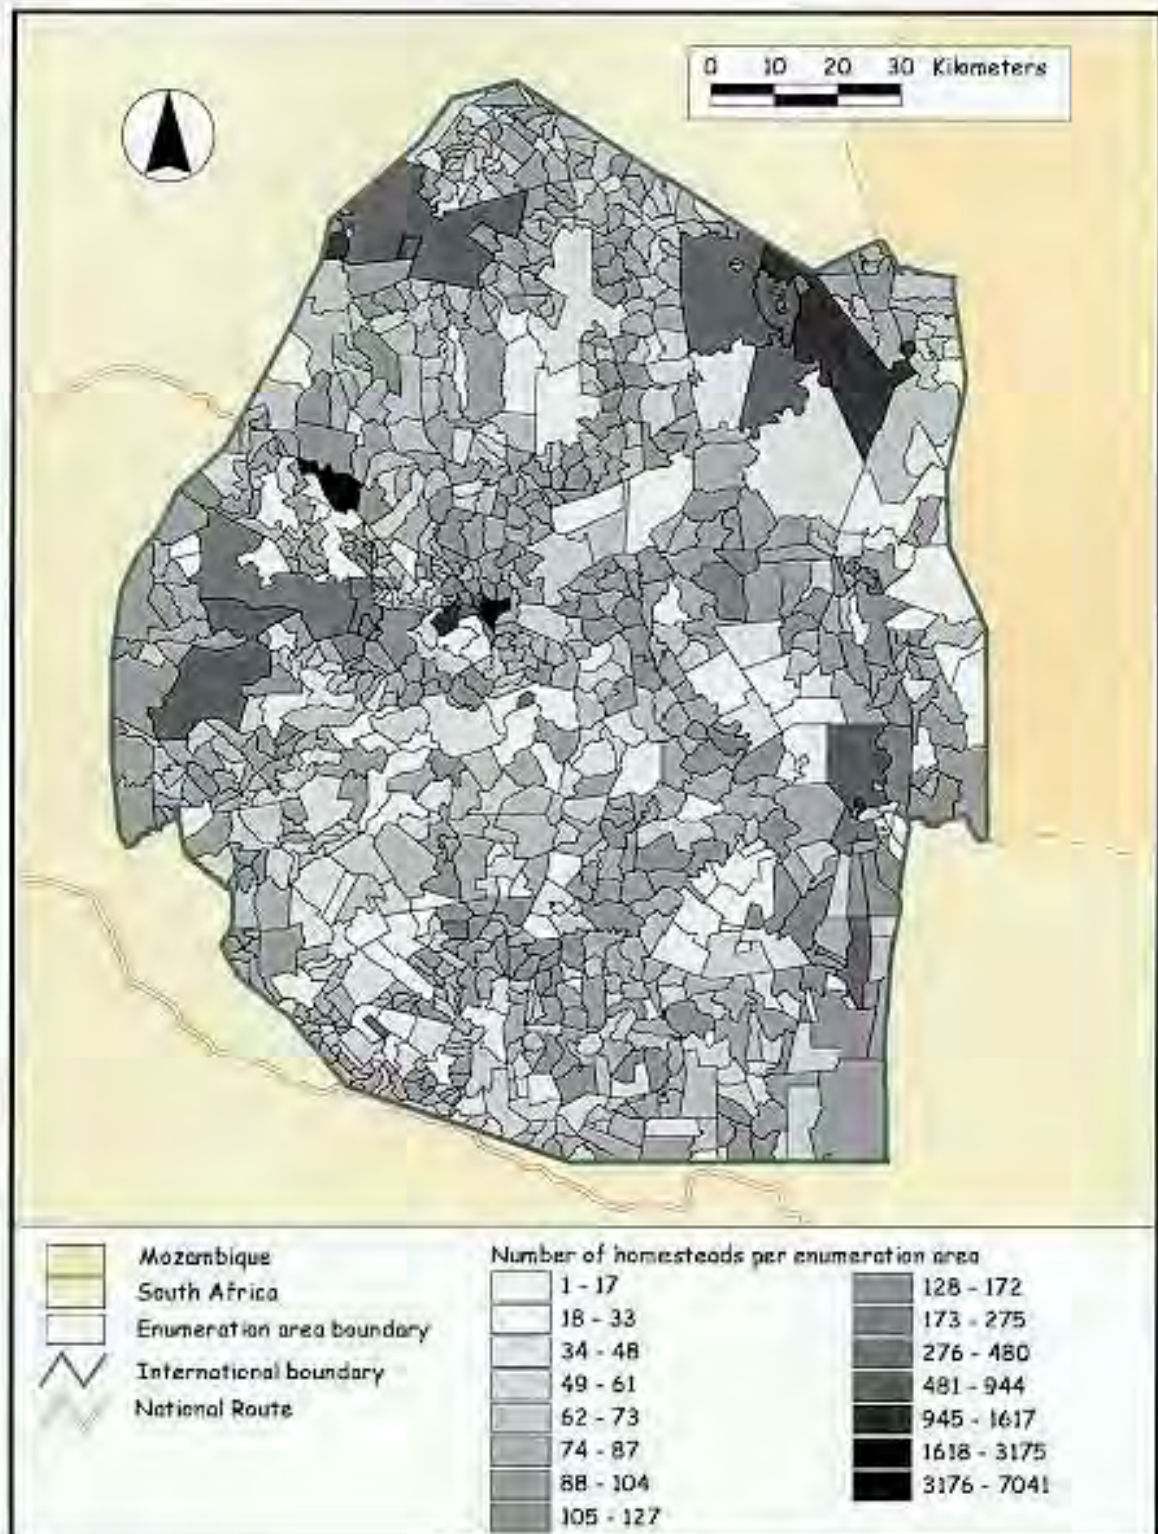 0 10 20 30 Kilometers
Mozambique
South Africa
Enumeration area boundary
International boundary
National Route
Number of homesteads per enumeration area
1 - 17
18 - 33
34 - 48
49 - 61
62 - 73
74 - 87
88 - 104
105 - 127
128 - 172
173 - 275
276 - 480
481 - 944
945 - 1617
1618 - 3175
3176 - 7041